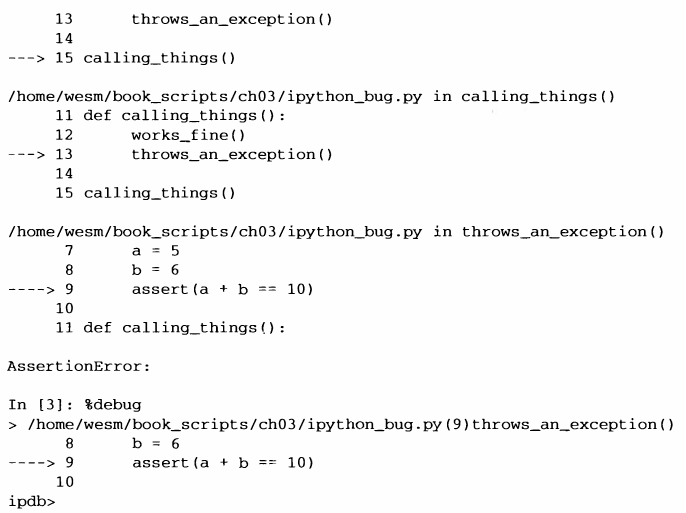 13      throws_an_exception()
14
---> 15 calling_things()
/home/wesm/book_scripts/ch03/ipython_bug.py in calling_things()
11 def calling_things():
12      works_fine()
---> 13      throws_an_exception()
14
15 calling_things()
/home/wesm/book_scripts/ch03/ipython_bug.py in throws_an_exception()
7      a = 5
8      b = 6
----> 9      assert(a + b == 10)
10
11 def calling_things():
AssertionError:
In [3]: %debug
> /home/wesm/book_scripts/ch03/ipython_bug.py(9)throws_an_exception()
8      b = 6
----> 9      assert(a + b == 10)
10
ipdb>